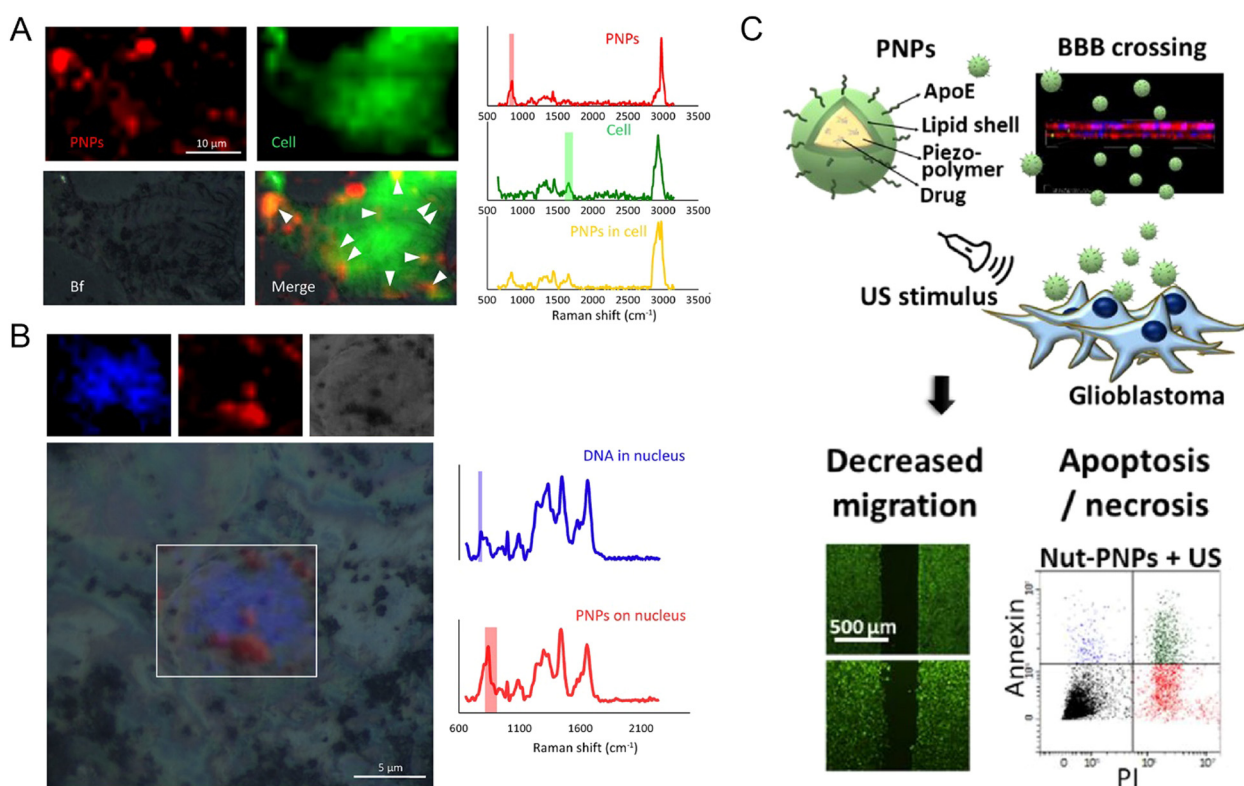 A
PNPs
10 µm
Cell
Bf
Merge
PNPs
500 1000 1500 2000 2500 3000 3500
Cell
500 1000 1500 2000 2500 3000 3500
PNPs in cell
500 1000 1500 2000 2500 3000 3500
Raman shift (cm⁻¹)
B
5 µm
DNA in nucleus
PNPs on nucleus
600 1100 1600 2100
Raman shift (cm⁻¹)
C
PNPs
ApoE
Lipid shell
Piezo-
polymer
Drug
BBB crossing
US stimulus
Glioblastoma
Decreased
migration
500 µm
Apoptosis
/ necrosis
Nut-PNPs + US
Annexin
0
PI